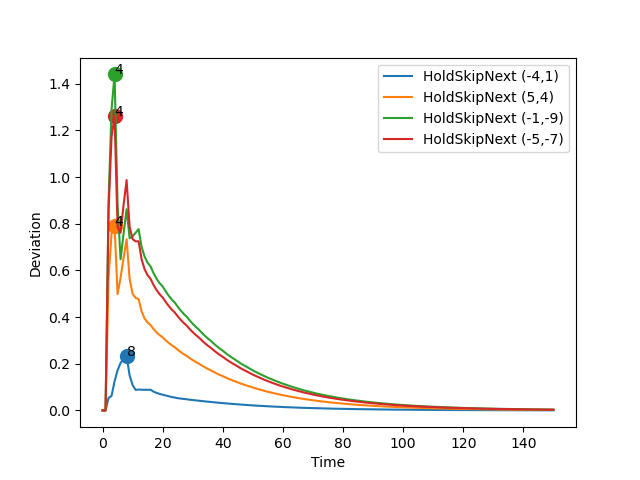 HoldSkipNext (-4,1)
HoldSkipNext (5,4)
HoldSkipNext (-1,-9)
HoldSkipNext (-5,-7)
4
4
4
8
Deviation
1.4
1.2
1.0
0.8
0.6
0.4
0.2
0.0
0 20 40 60 80 100 120 140
Time